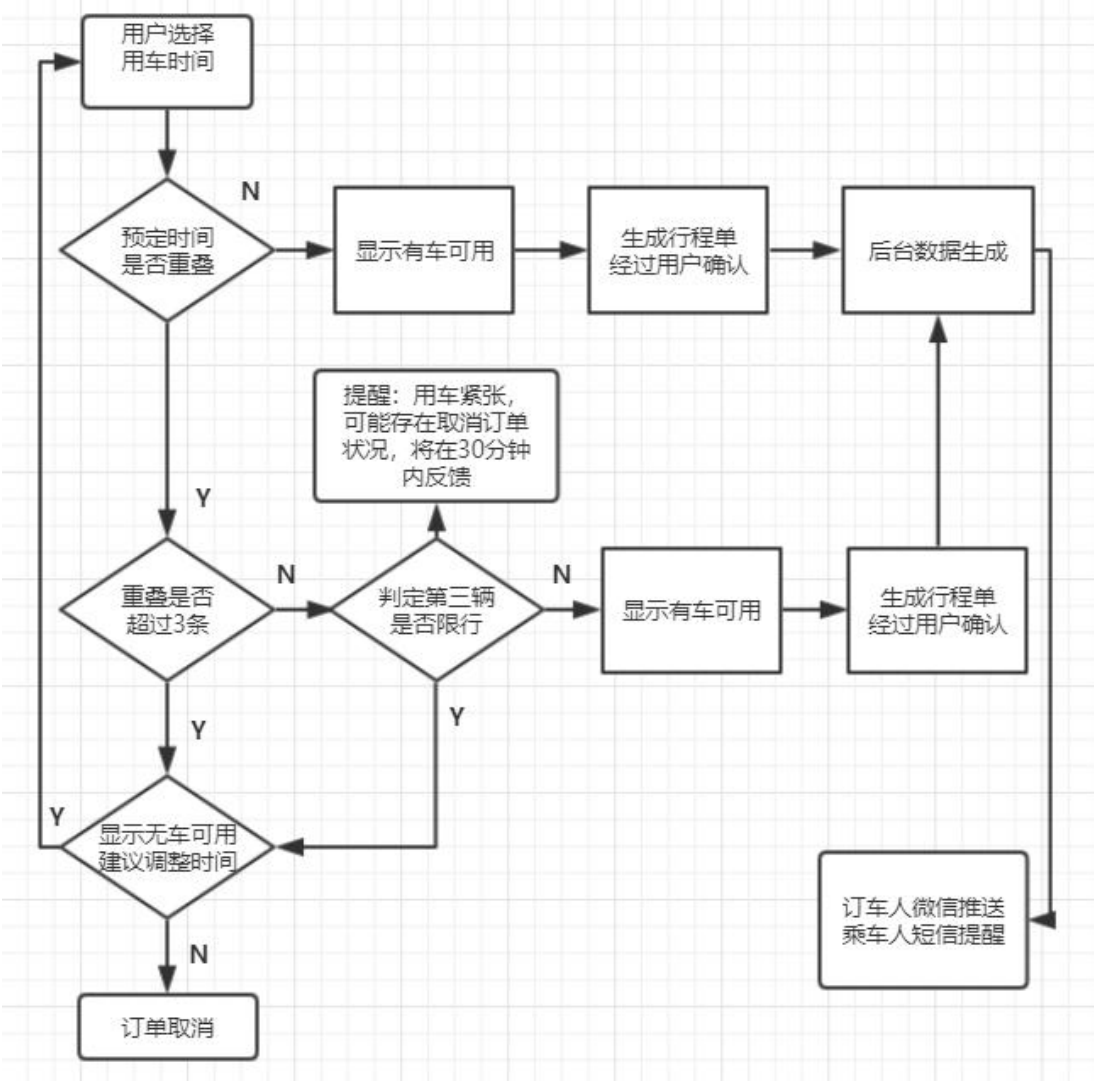 用户选择
用车时间
N
预定时间
是否重叠
显示有车可用
生成行程单
经过用户确认
后台数据生成
提醒：用车紧张，
可能存在取消订单
状况，将在30分钟
内反馈
Y
重叠是否
超过3条
N
判定第三辆
是否限行
N
显示有车可用
生成行程单
经过用户确认
Y
Y
Y
显示无车可用
建议调整时间
订车人微信推送
乘车人短信提醒
N
订单取消